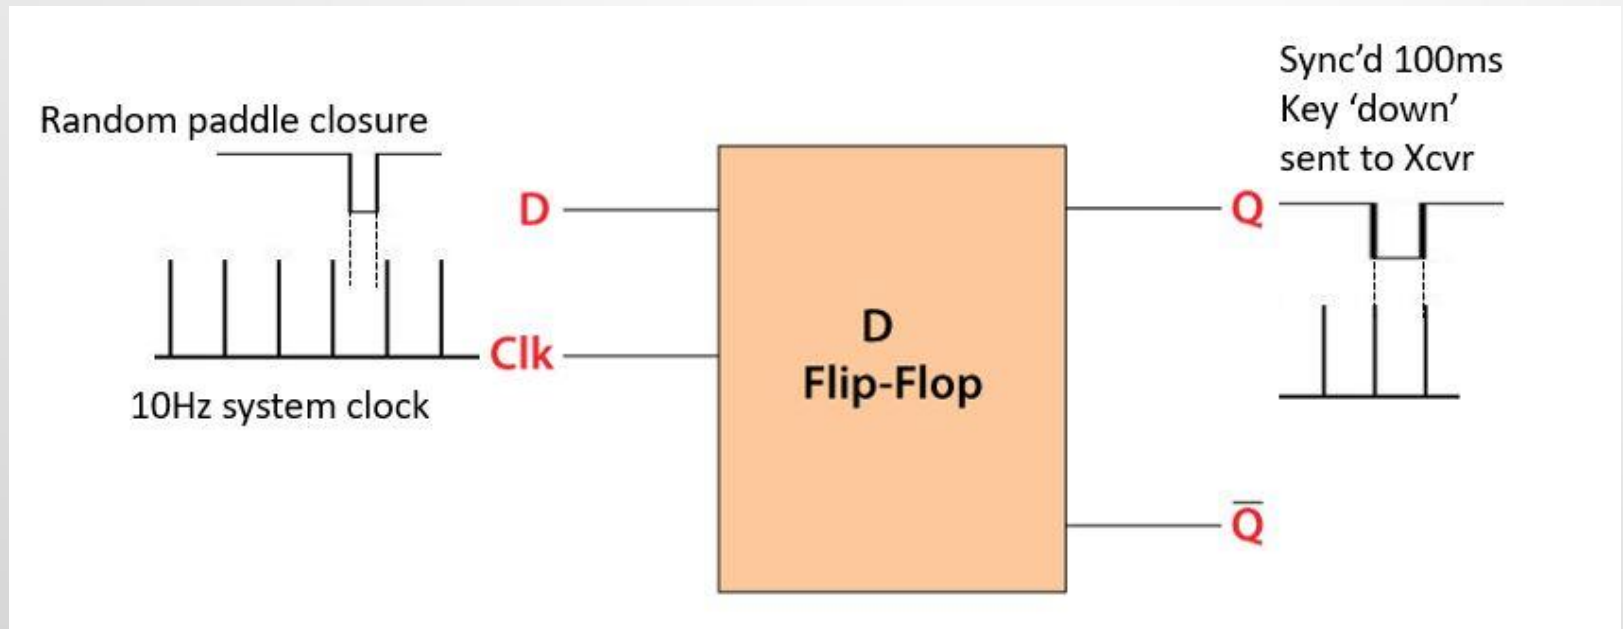 Random paddle closure
10Hz system clock
D
Clk
D
Flip-Flop
Q
Q̅
Sync’d 100ms
Key ‘down’
sent to Xcvr